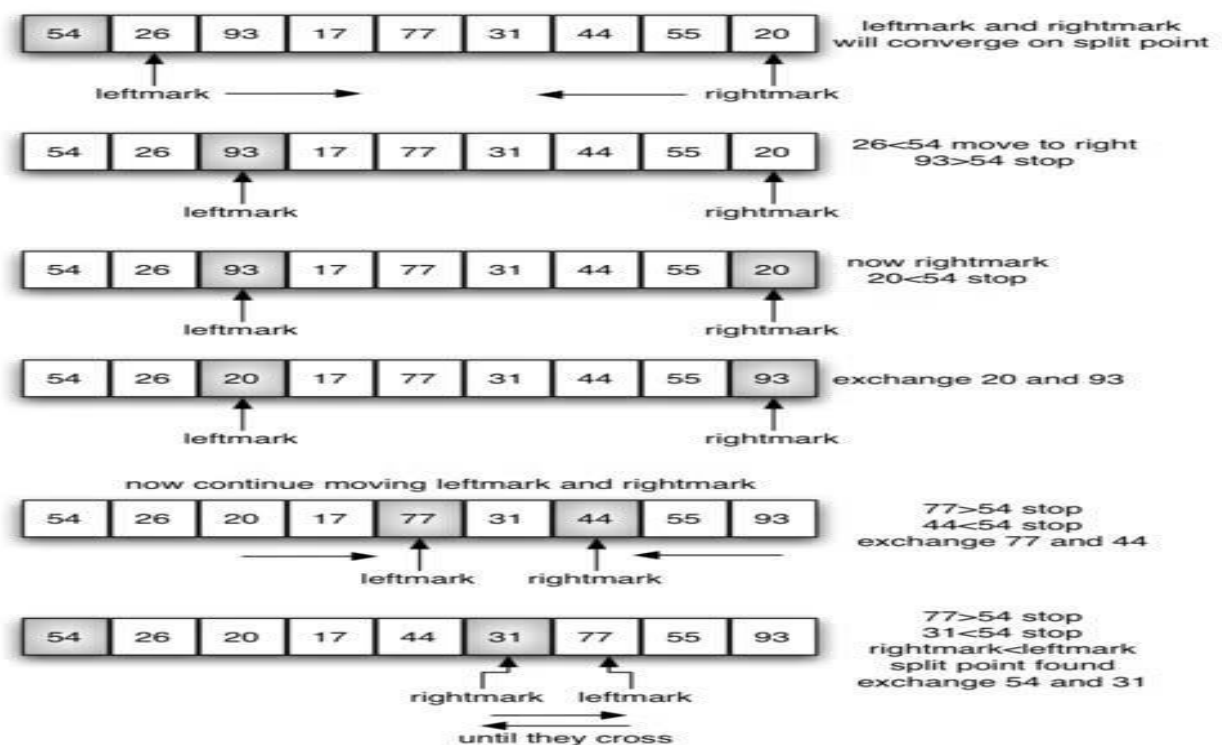 54 26 93 17 77 31 44 55 20
leftmark and rightmark
will converge on split point
leftmark rightmark
54 26 93 17 77 31 44 55 20
26<54 move to right
93>54 stop
leftmark rightmark
54 26 93 17 77 31 44 55 20
now rightmark
20<54 stop
leftmark rightmark
54 26 20 17 77 31 44 55 93
exchange 20 and 93
leftmark rightmark
now continue moving leftmark and rightmark
54 26 20 17 77 31 44 55 93
77>54 stop
44<54 stop
exchange 77 and 44
leftmark rightmark
54 26 20 17 44 31 77 55 93
77>54 stop
31<54 stop
rightmark<leftmark
split point found
exchange 54 and 31
rightmark leftmark
until they cross